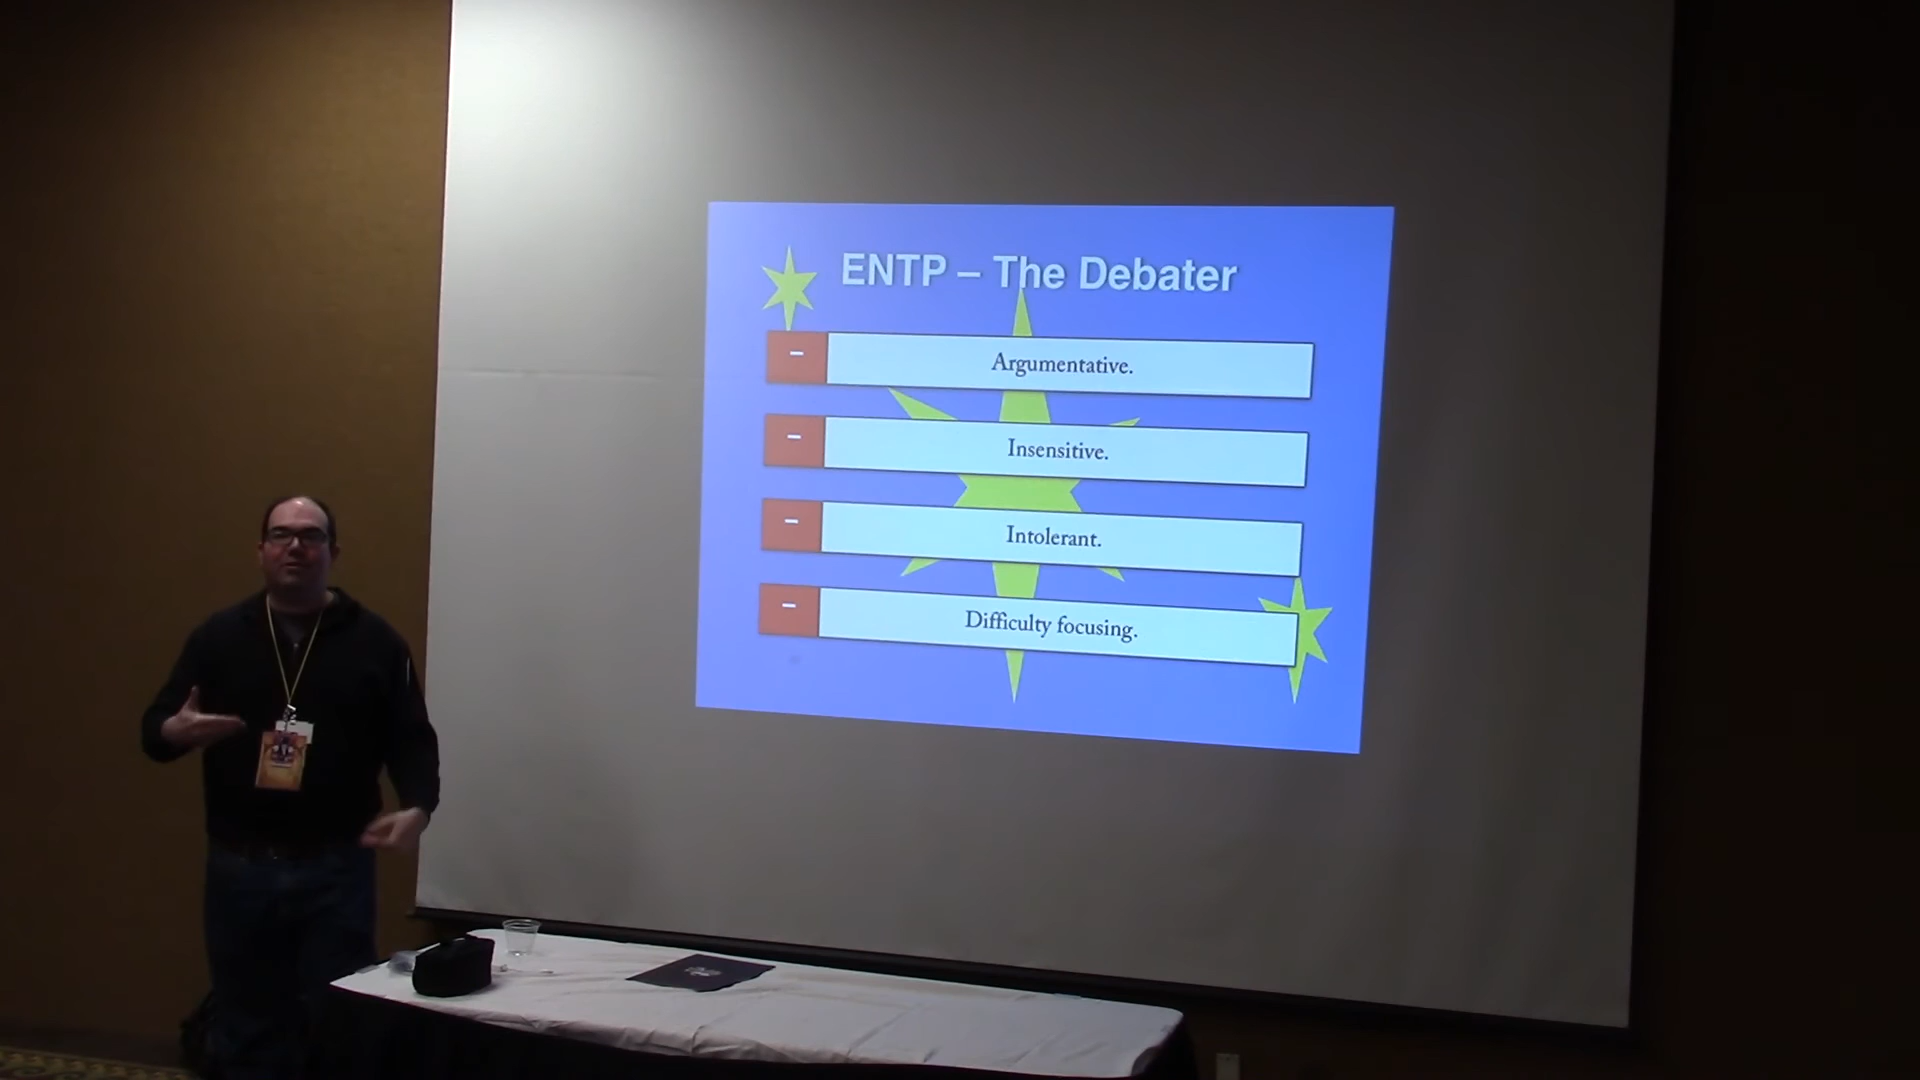 ENTP – The Debater
– Argumentative.
– Insensitive.
– Intolerant.
– Difficulty focusing.